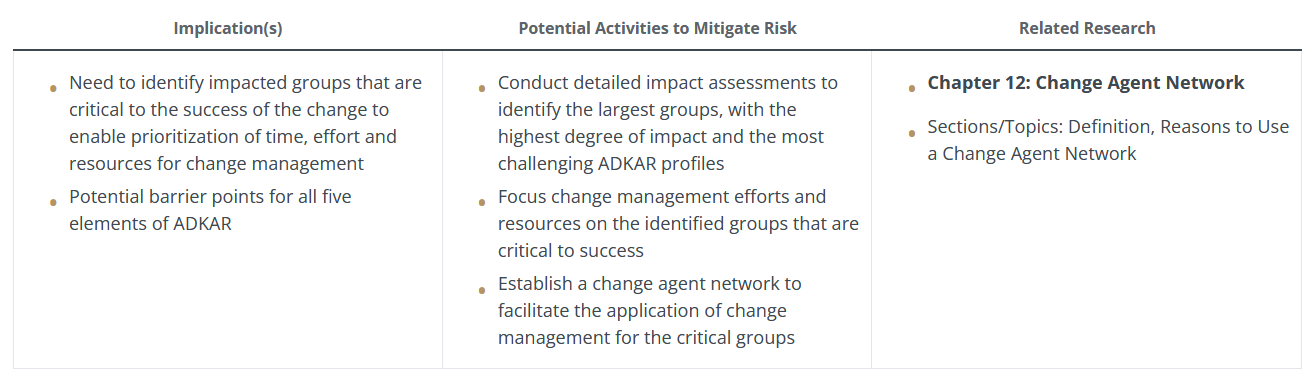 Implication(s)
Potential Activities to Mitigate Risk
Related Research
Need to identify impacted groups that are
critical to the success of the change to
enable prioritization of time, effort and
resources for change management
Potential barrier points for all five
elements of ADKAR
Conduct detailed impact assessments to
identify the largest groups, with the
highest degree of impact and the most
challenging ADKAR profiles
Focus change management efforts and
resources on the identified groups that are
critical to success
Establish a change agent network to
facilitate the application of change
management for the critical groups
Chapter 12: Change Agent Network
Sections/Topics: Definition, Reasons to Use
a Change Agent Network